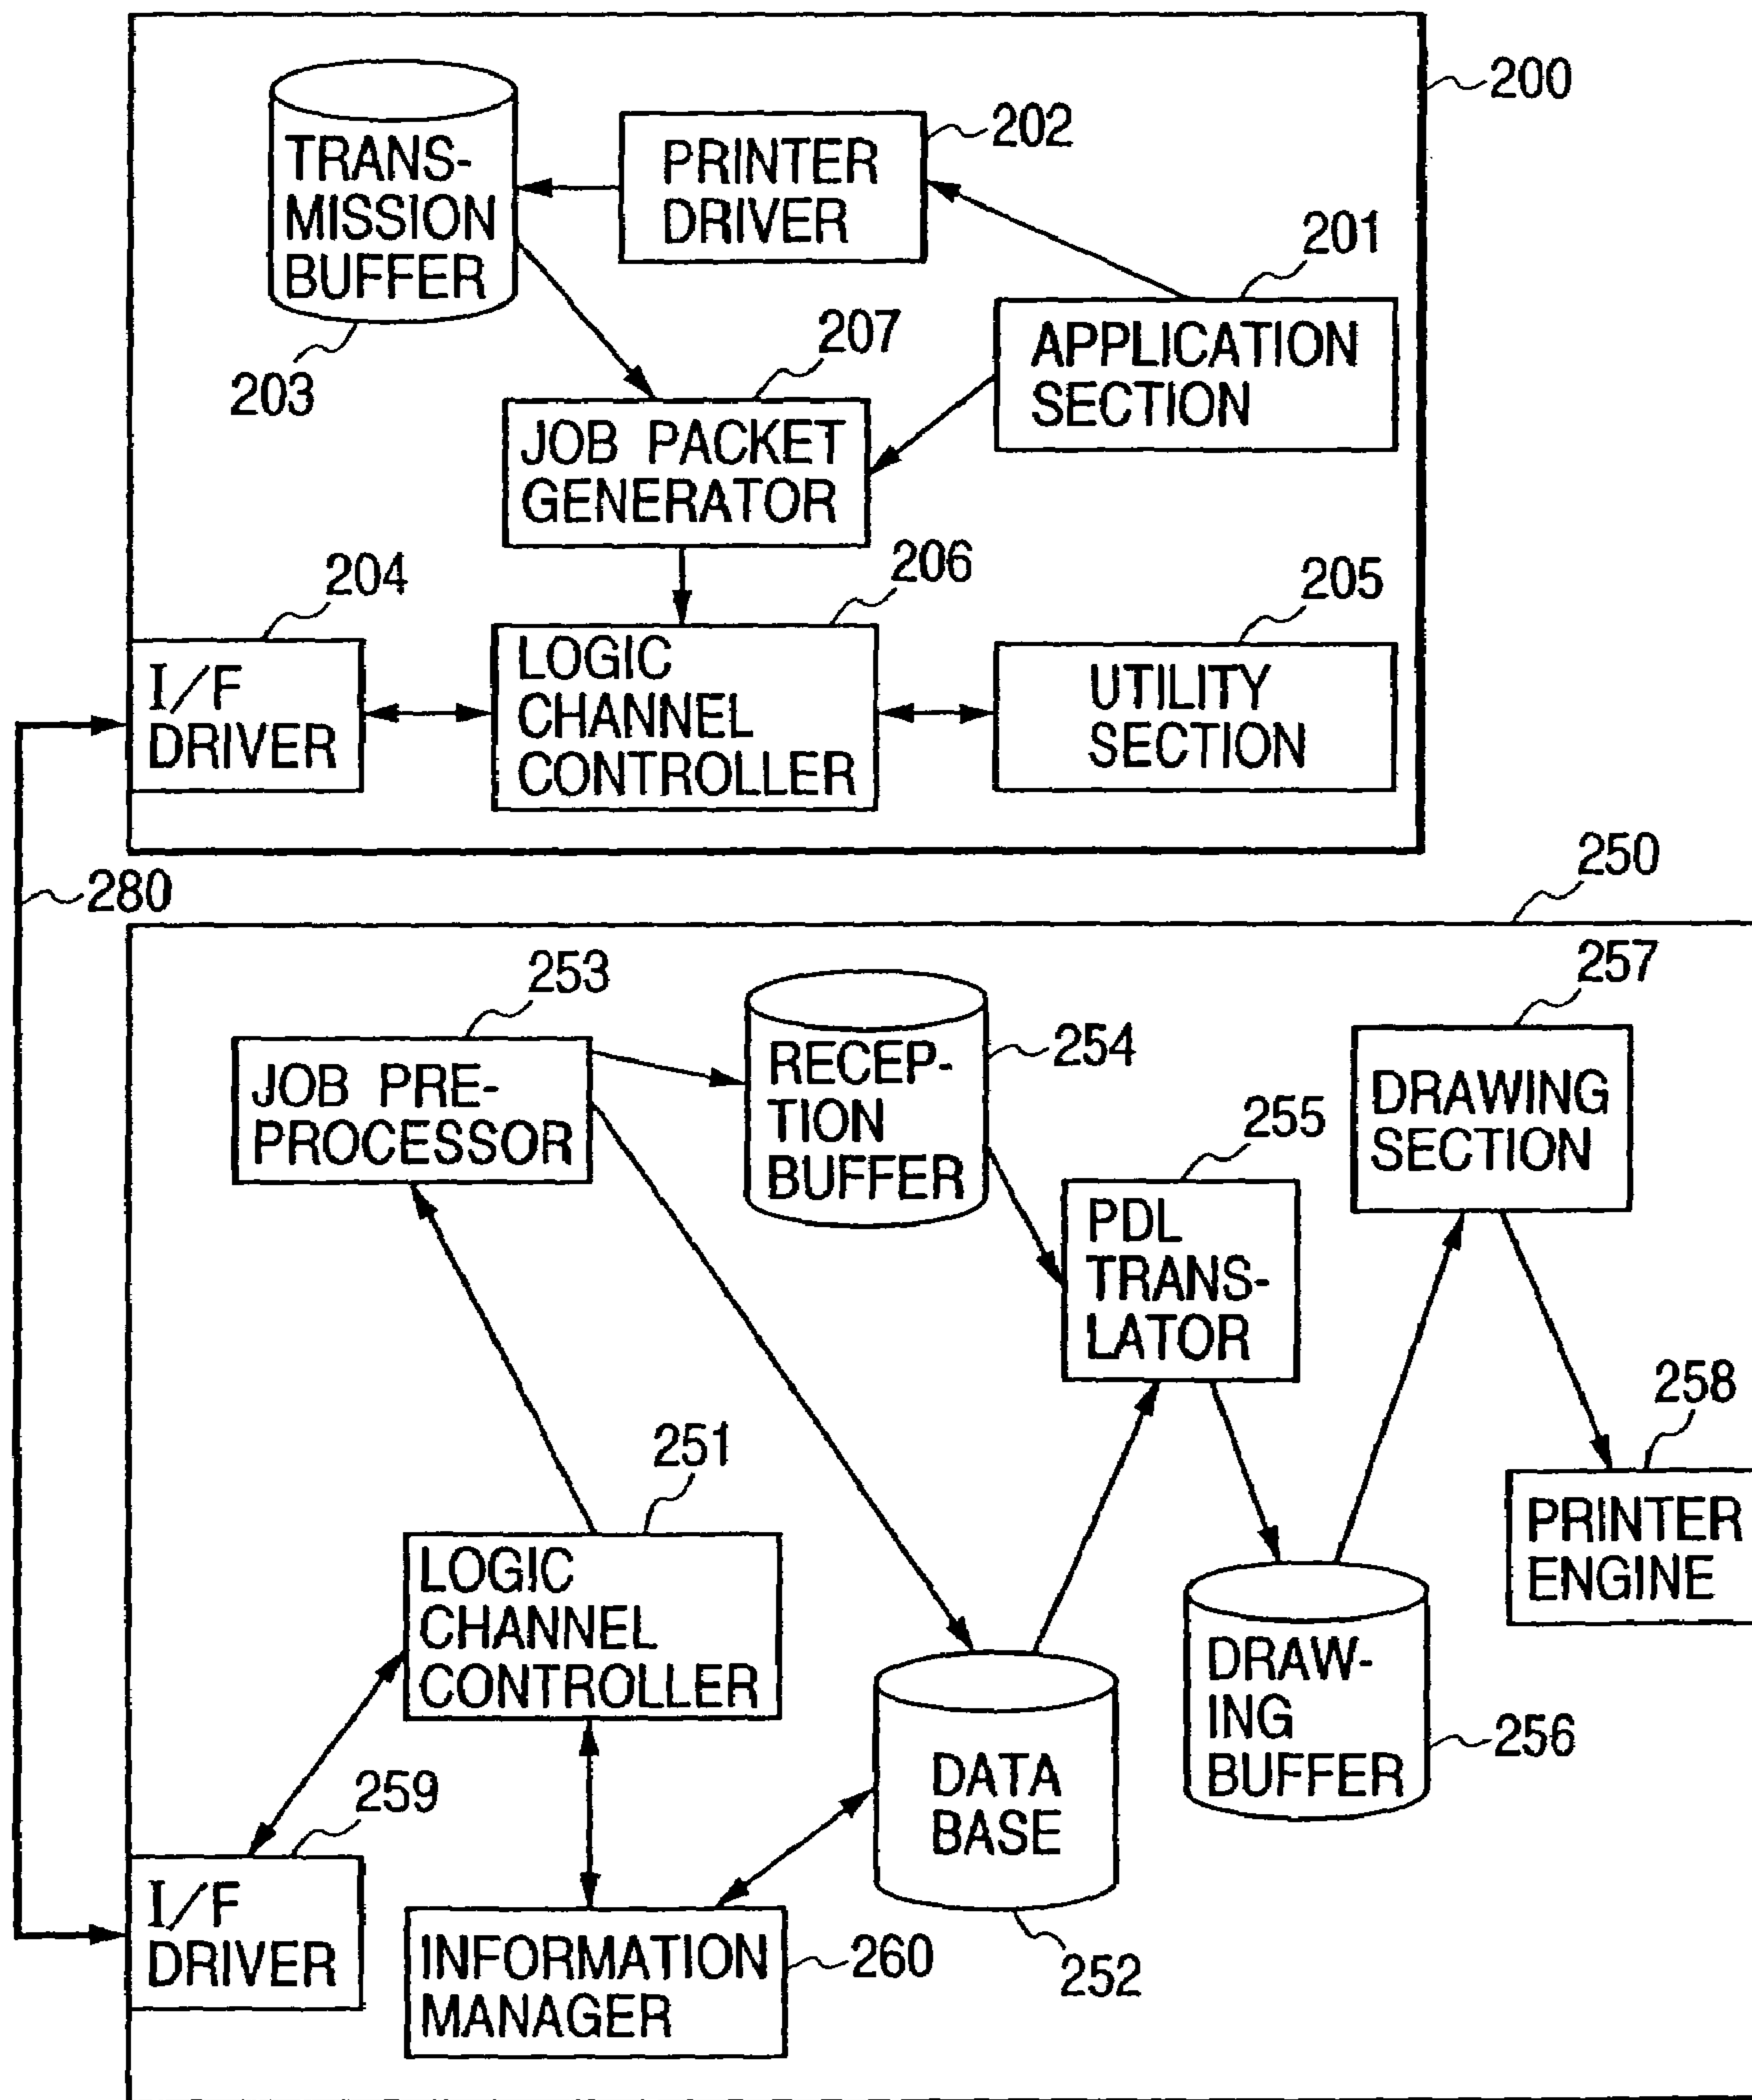 200
TRANS-
MISSION
BUFFER
203
PRINTER
DRIVER
202
201
APPLICATION
SECTION
207
JOB PACKET
GENERATOR
204
I/F
DRIVER
206
LOGIC
CHANNEL
CONTROLLER
205
UTILITY
SECTION
280
250
253
JOB PRE-
PROCESSOR
RECEP-
TION
BUFFER
254
257
DRAWING
SECTION
255
PDL
TRANS-
LATOR
258
PRINTER
ENGINE
251
LOGIC
CHANNEL
CONTROLLER
DRAW-
ING
BUFFER
256
DATA
BASE
252
259
I/F
DRIVER
INFORMATION
MANAGER
260